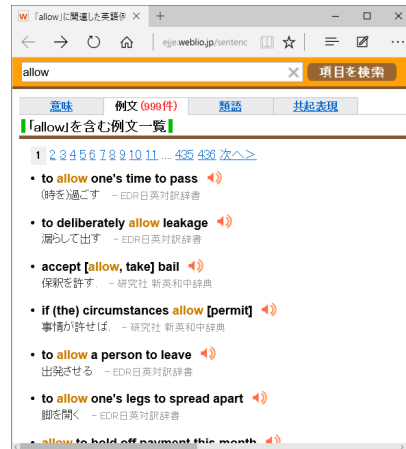 「allow」に関連した英語例
ejje.weblio.jp/sentenc
allow
項目を検索
意味 例文 (999件) 類語 共起表現
「allow」を含む例文一覧
1 2 3 4 5 6 7 8 9 10 11 .... 435 436 次へ＞
• to allow one's time to pass
(時を)過ごす － EDR日英対訳辞書
• to deliberately allow leakage
漏らして出す － EDR日英対訳辞書
• accept [allow, take] bail
保釈を許す. － 研究社 新英和中辞典
• if (the) circumstances allow [permit]
事情が許せば. － 研究社 新英和中辞典
• to allow a person to leave
出発させる － EDR日英対訳辞書
• to allow one's legs to spread apart
脚を開く － EDR日英対訳辞書
• allow to hold off payment this month